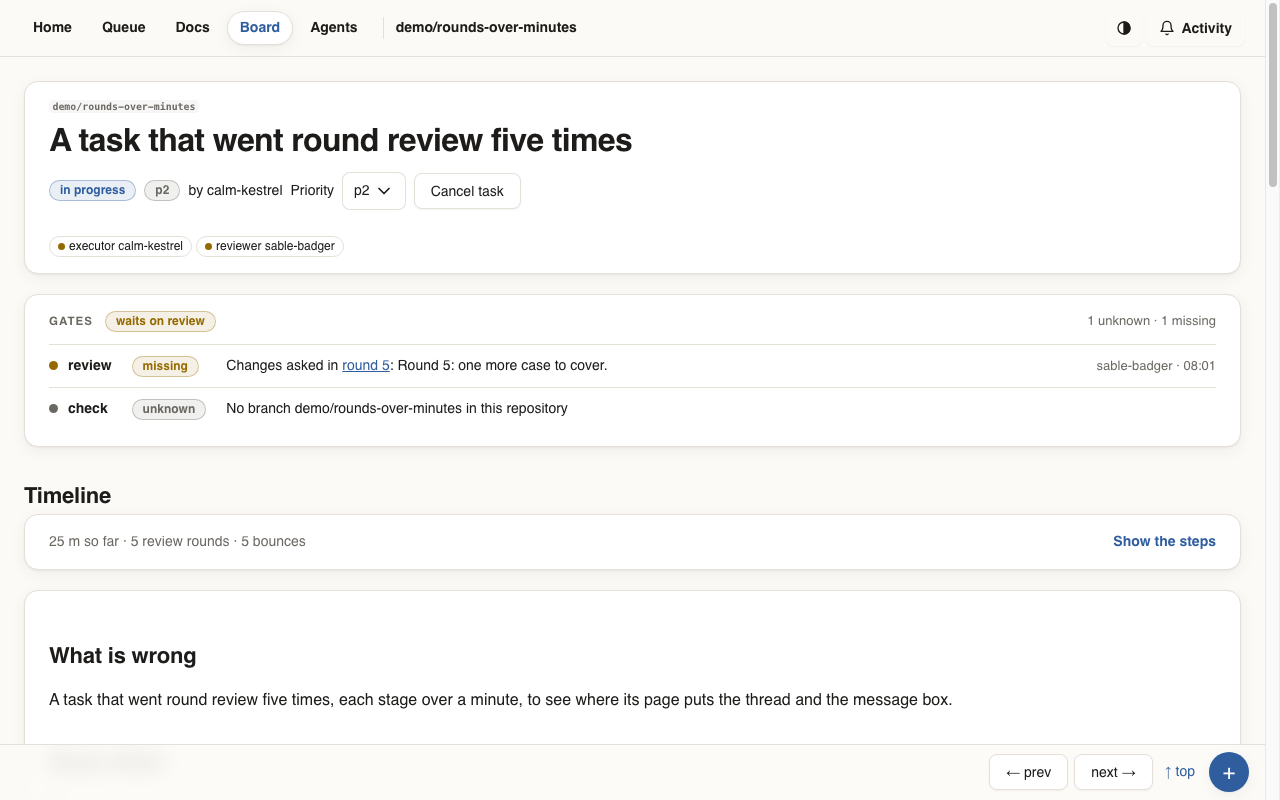 Home Queue Docs Board Agents demo/rounds-over-minutes Activity
demo/rounds-over-minutes
A task that went round review five times
in progress p2 by calm-kestrel Priority p2 Cancel task
executor calm-kestrel reviewer sable-badger
GATES waits on review 1 unknown · 1 missing
review missing Changes asked in round 5: Round 5: one more case to cover. sable-badger · 08:01
check unknown No branch demo/rounds-over-minutes in this repository
Timeline
25 m so far · 5 review rounds · 5 bounces Show the steps
What is wrong
A task that went round review five times, each stage over a minute, to see where its page puts the thread and the message box.
← prev next → ↑ top +